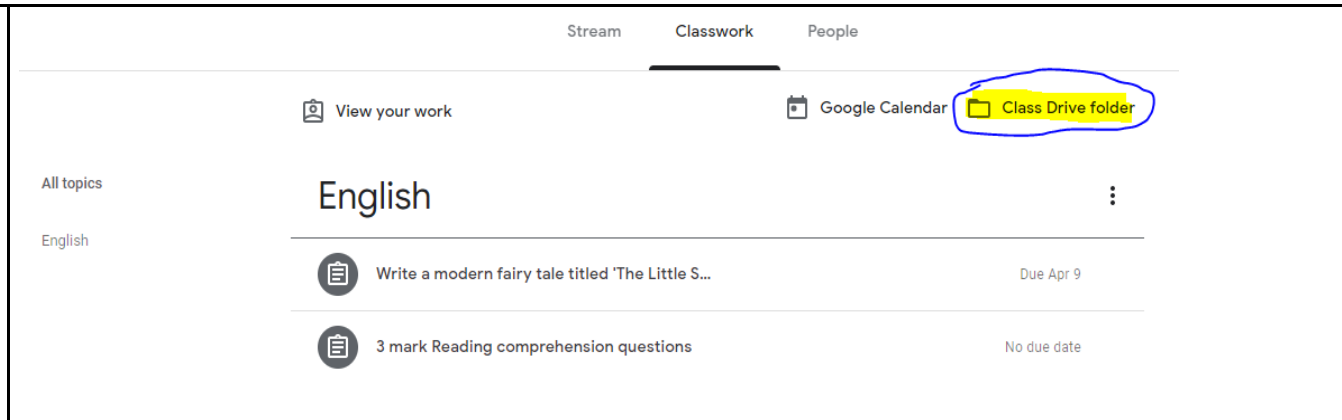 Stream Classwork People
View your work Google Calendar Class Drive folder
All topics
English
English
Write a modern fairy tale titled 'The Little S... Due Apr 9
3 mark Reading comprehension questions No due date